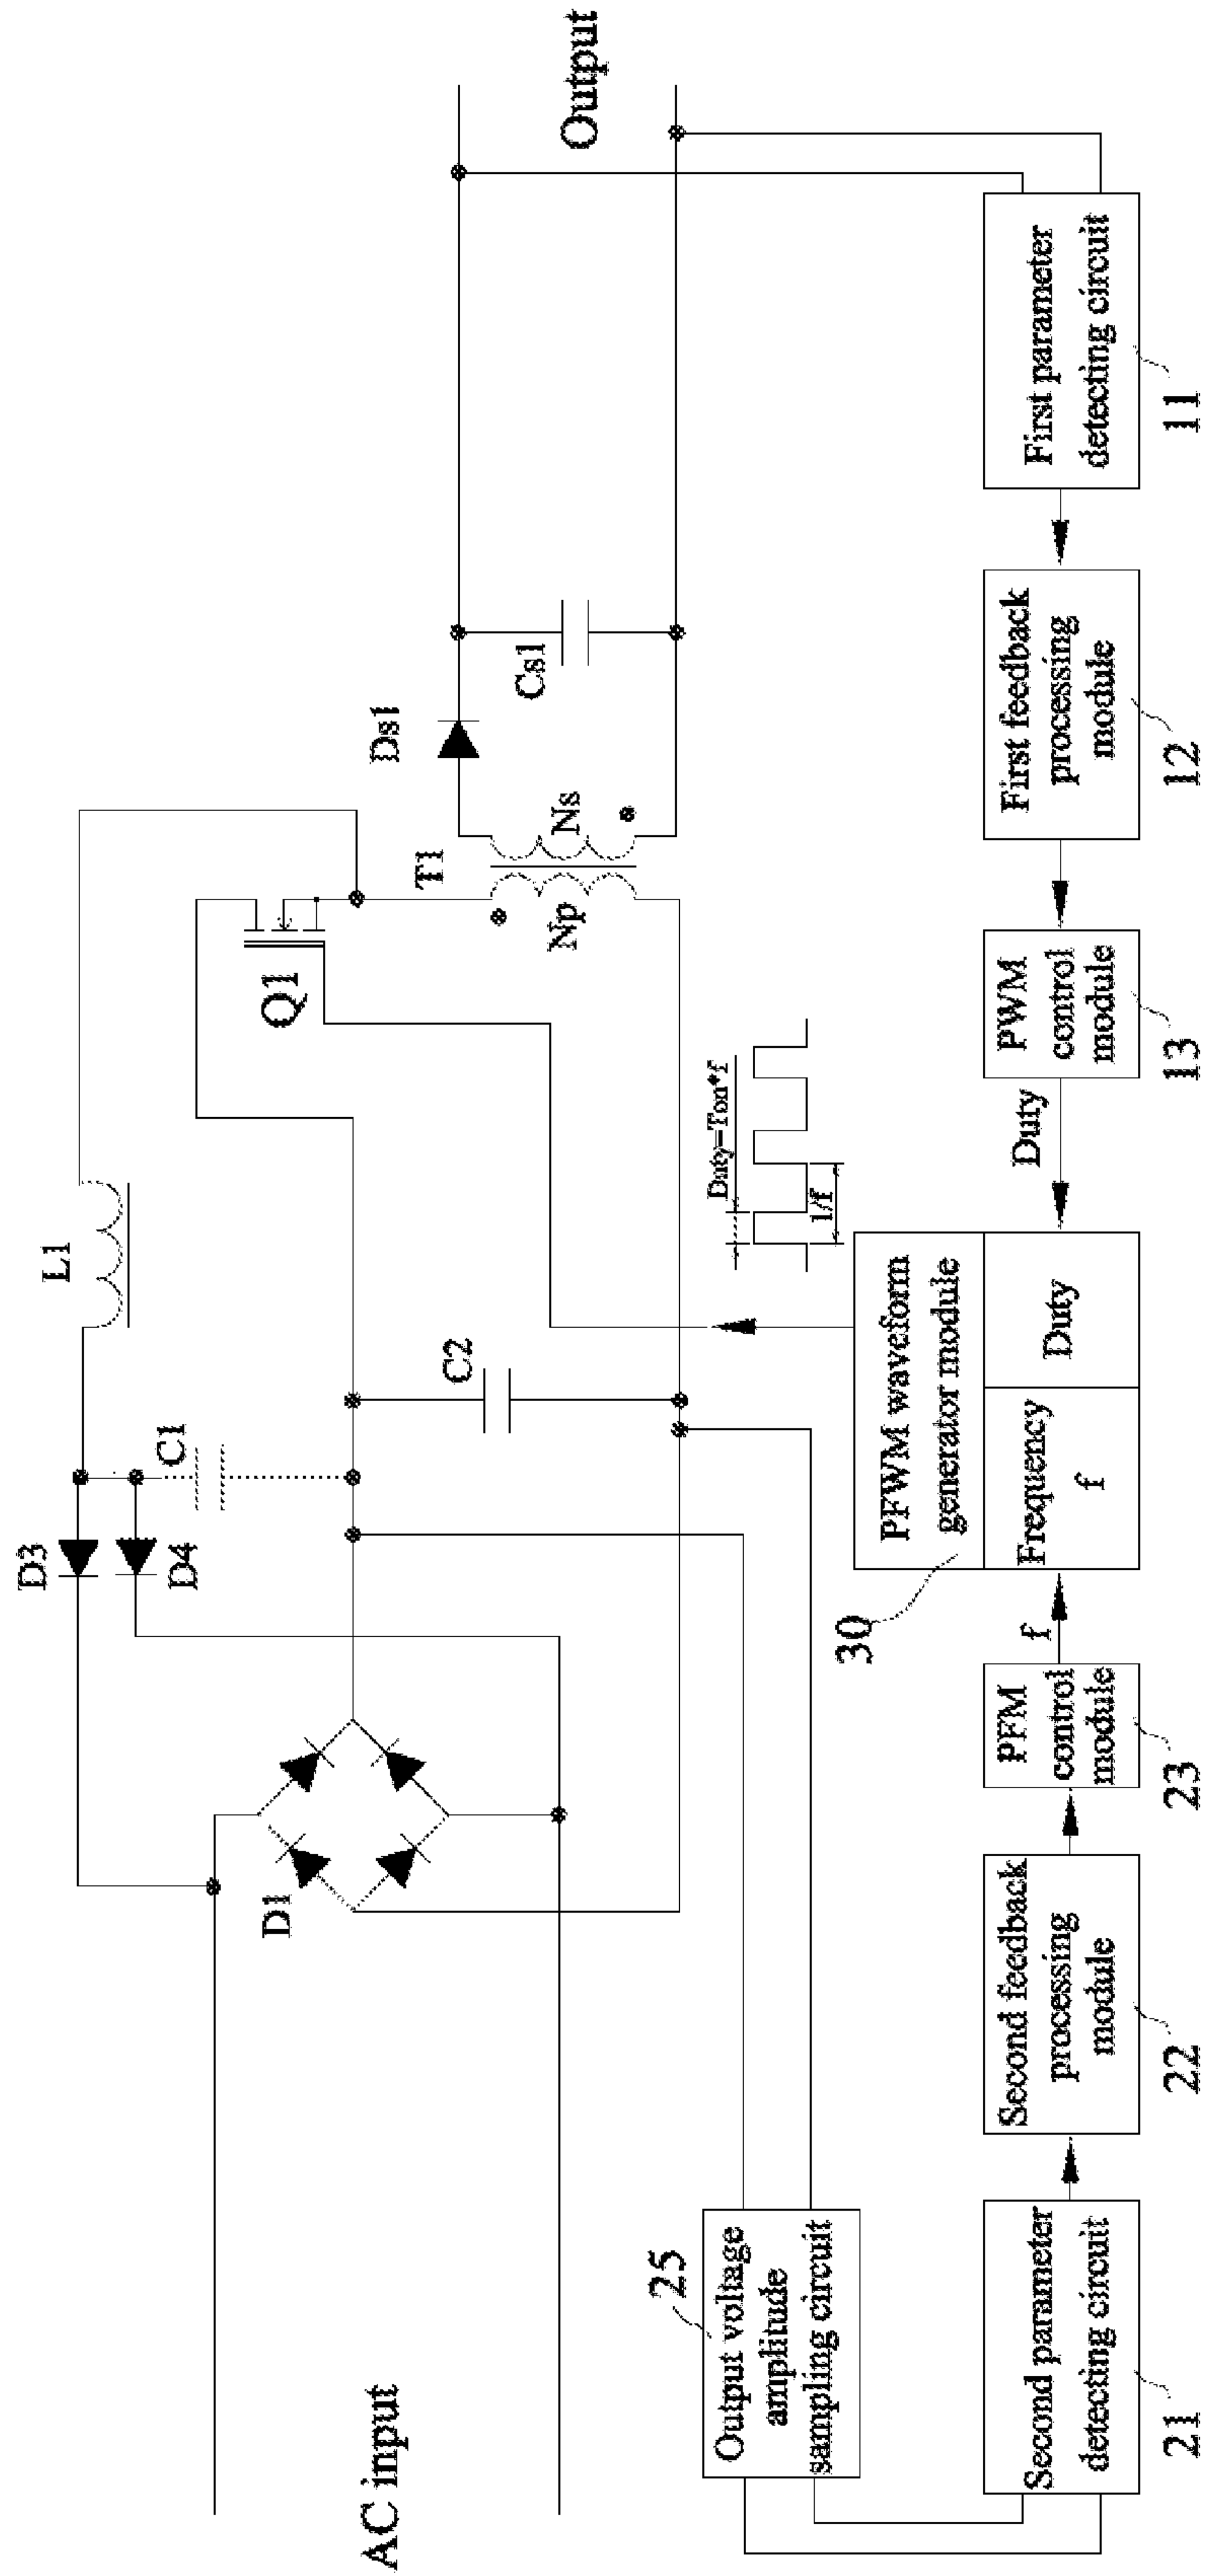 AC input
D1
D3
D4
C1
L1
C2
Q1
T1
Np
Ns
Ds1
Cs1
Output
Duty=Ton*f
1/f
25
Output voltage
amplitude
sampling circuit
30
PFWM waveform
generator module
Frequency
f
Duty
Second parameter
detecting circuit
21
Second feedback
processing
module
22
PFM
control
module
23
f
Duty
PWM
control
module
13
First feedback
processing
module
12
First parameter
detecting circuit
11